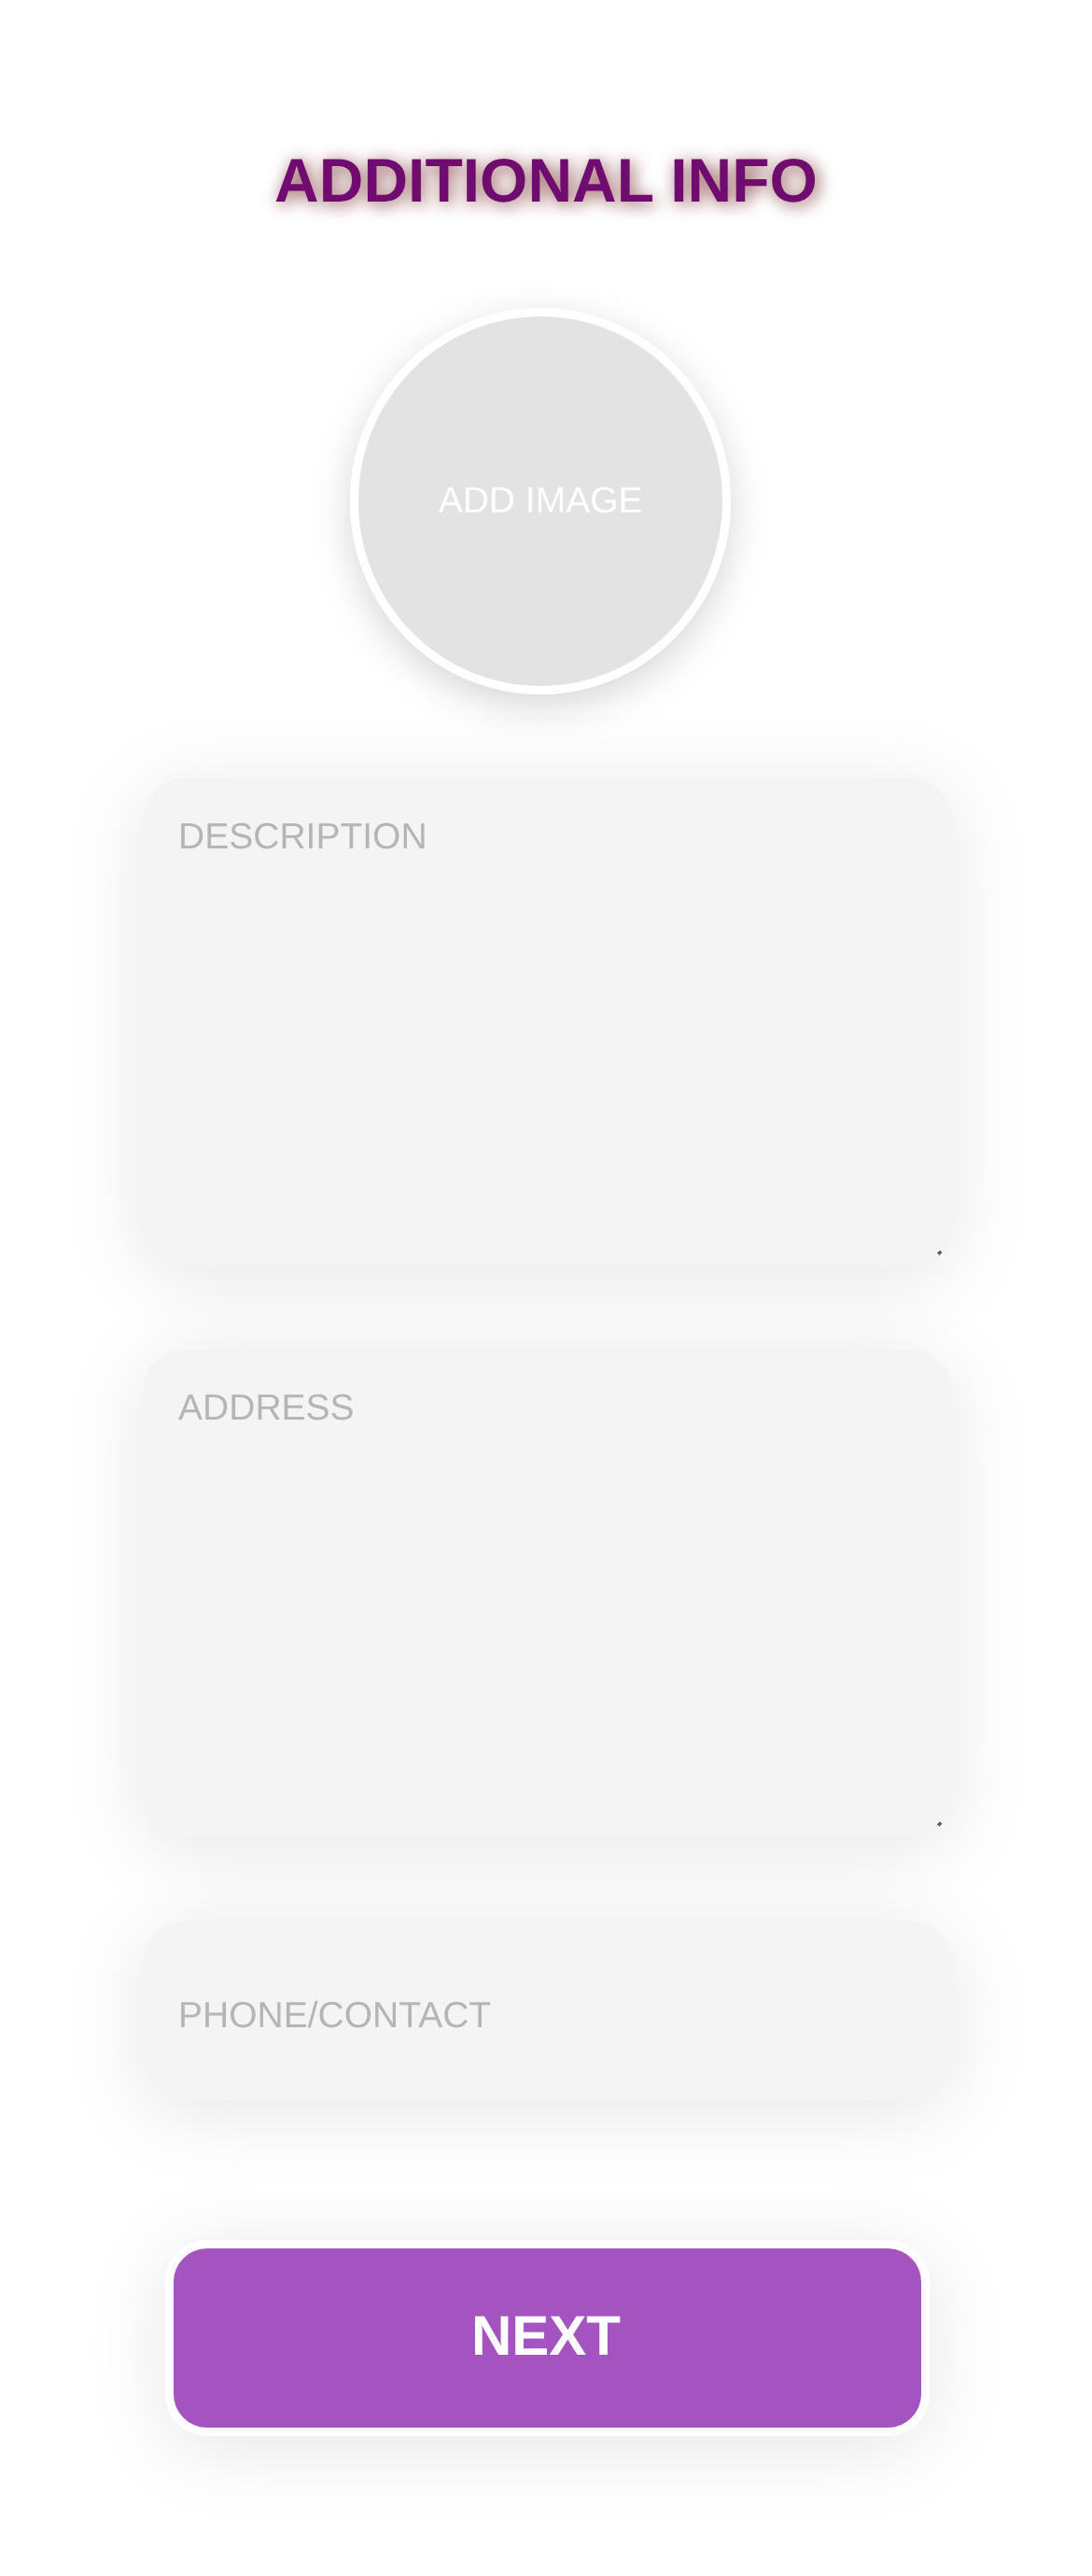 ADDITIONAL INFO
ADD IMAGE
DESCRIPTION
ADDRESS
PHONE/CONTACT
NEXT